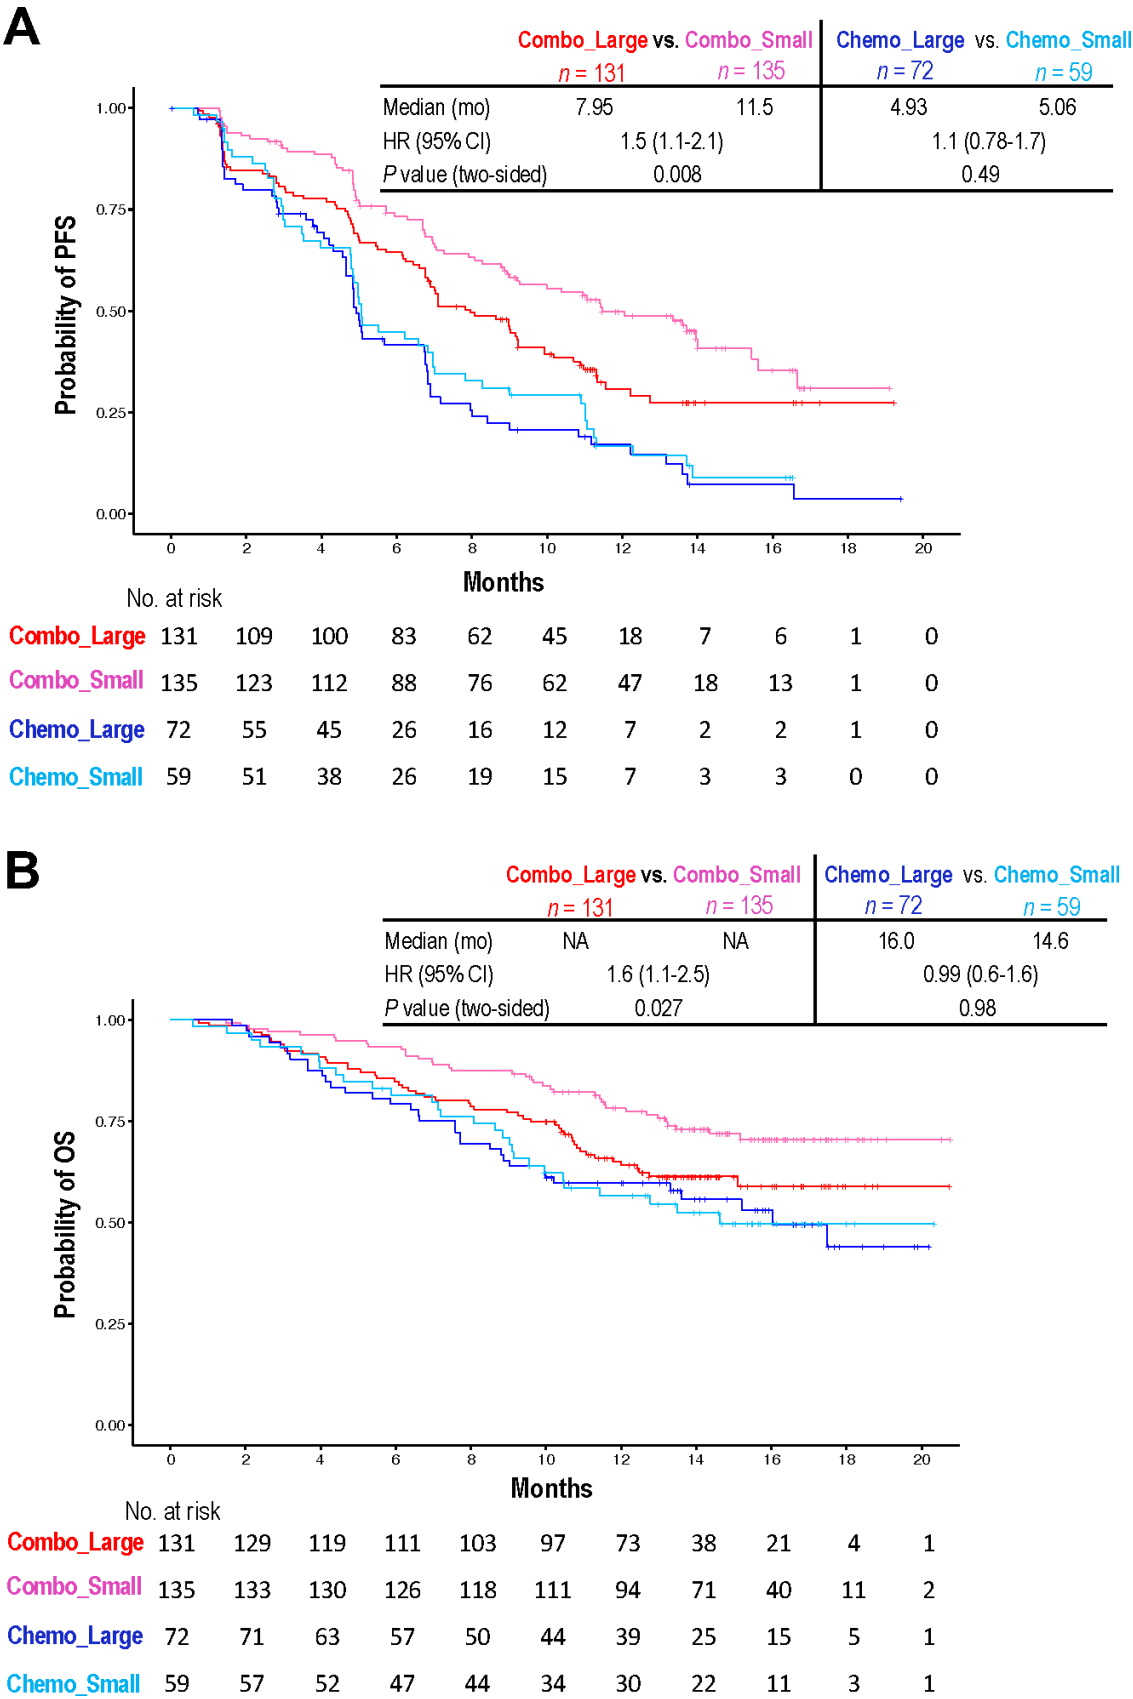 A
Combo_Large vs. Combo_Small Chemo_Large vs. Chemo_Small
n = 131 n = 135 n = 72 n = 59
Median (mo) 7.95 11.5 4.93 5.06
HR (95% CI) 1.5 (1.1-2.1) 1.1 (0.78-1.7)
P value (two-sided) 0.008 0.49
1.00
0.75
0.50
0.25
0.00
Probability of PFS
0 2 4 6 8 10 12 14 16 18 20
Months
No. at risk
Combo_Large 131 109 100 83 62 45 18 7 6 1 0
Combo_Small 135 123 112 88 76 62 47 18 13 1 0
Chemo_Large 72 55 45 26 16 12 7 2 2 1 0
Chemo_Small 59 51 38 26 19 15 7 3 3 0 0
B
Combo_Large vs. Combo_Small Chemo_Large vs. Chemo_Small
n = 131 n = 135 n = 72 n = 59
Median (mo) NA NA 16.0 14.6
HR (95% CI) 1.6 (1.1-2.5) 0.99 (0.6-1.6)
P value (two-sided) 0.027 0.98
1.00
0.75
0.50
0.25
0.00
Probability of OS
0 2 4 6 8 10 12 14 16 18 20
Months
No. at risk
Combo_Large 131 129 119 111 103 97 73 38 21 4 1
Combo_Small 135 133 130 126 118 111 94 71 40 11 2
Chemo_Large 72 71 63 57 50 44 39 25 15 5 1
Chemo_Small 59 57 52 47 44 34 30 22 11 3 1